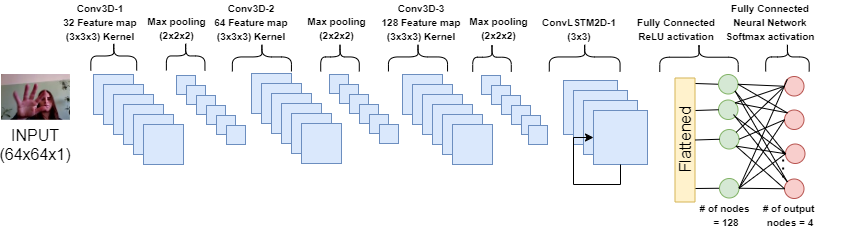 Conv3D-1
32 Feature map
(3x3x3) Kernel
Max pooling
(2x2x2)
Conv3D-2
64 Feature map
(3x3x3) Kernel
Max pooling
(2x2x2)
Conv3D-3
128 Feature map
(3x3x3) Kernel
Max pooling
(2x2x2)
ConvLSTM2D-1
(3x3)
Fully Connected
ReLU activation
Fully Connected
Neural Network
Softmax activation
INPUT
(64x64x1)
Flattened
# of nodes
= 128
# of output
nodes = 4